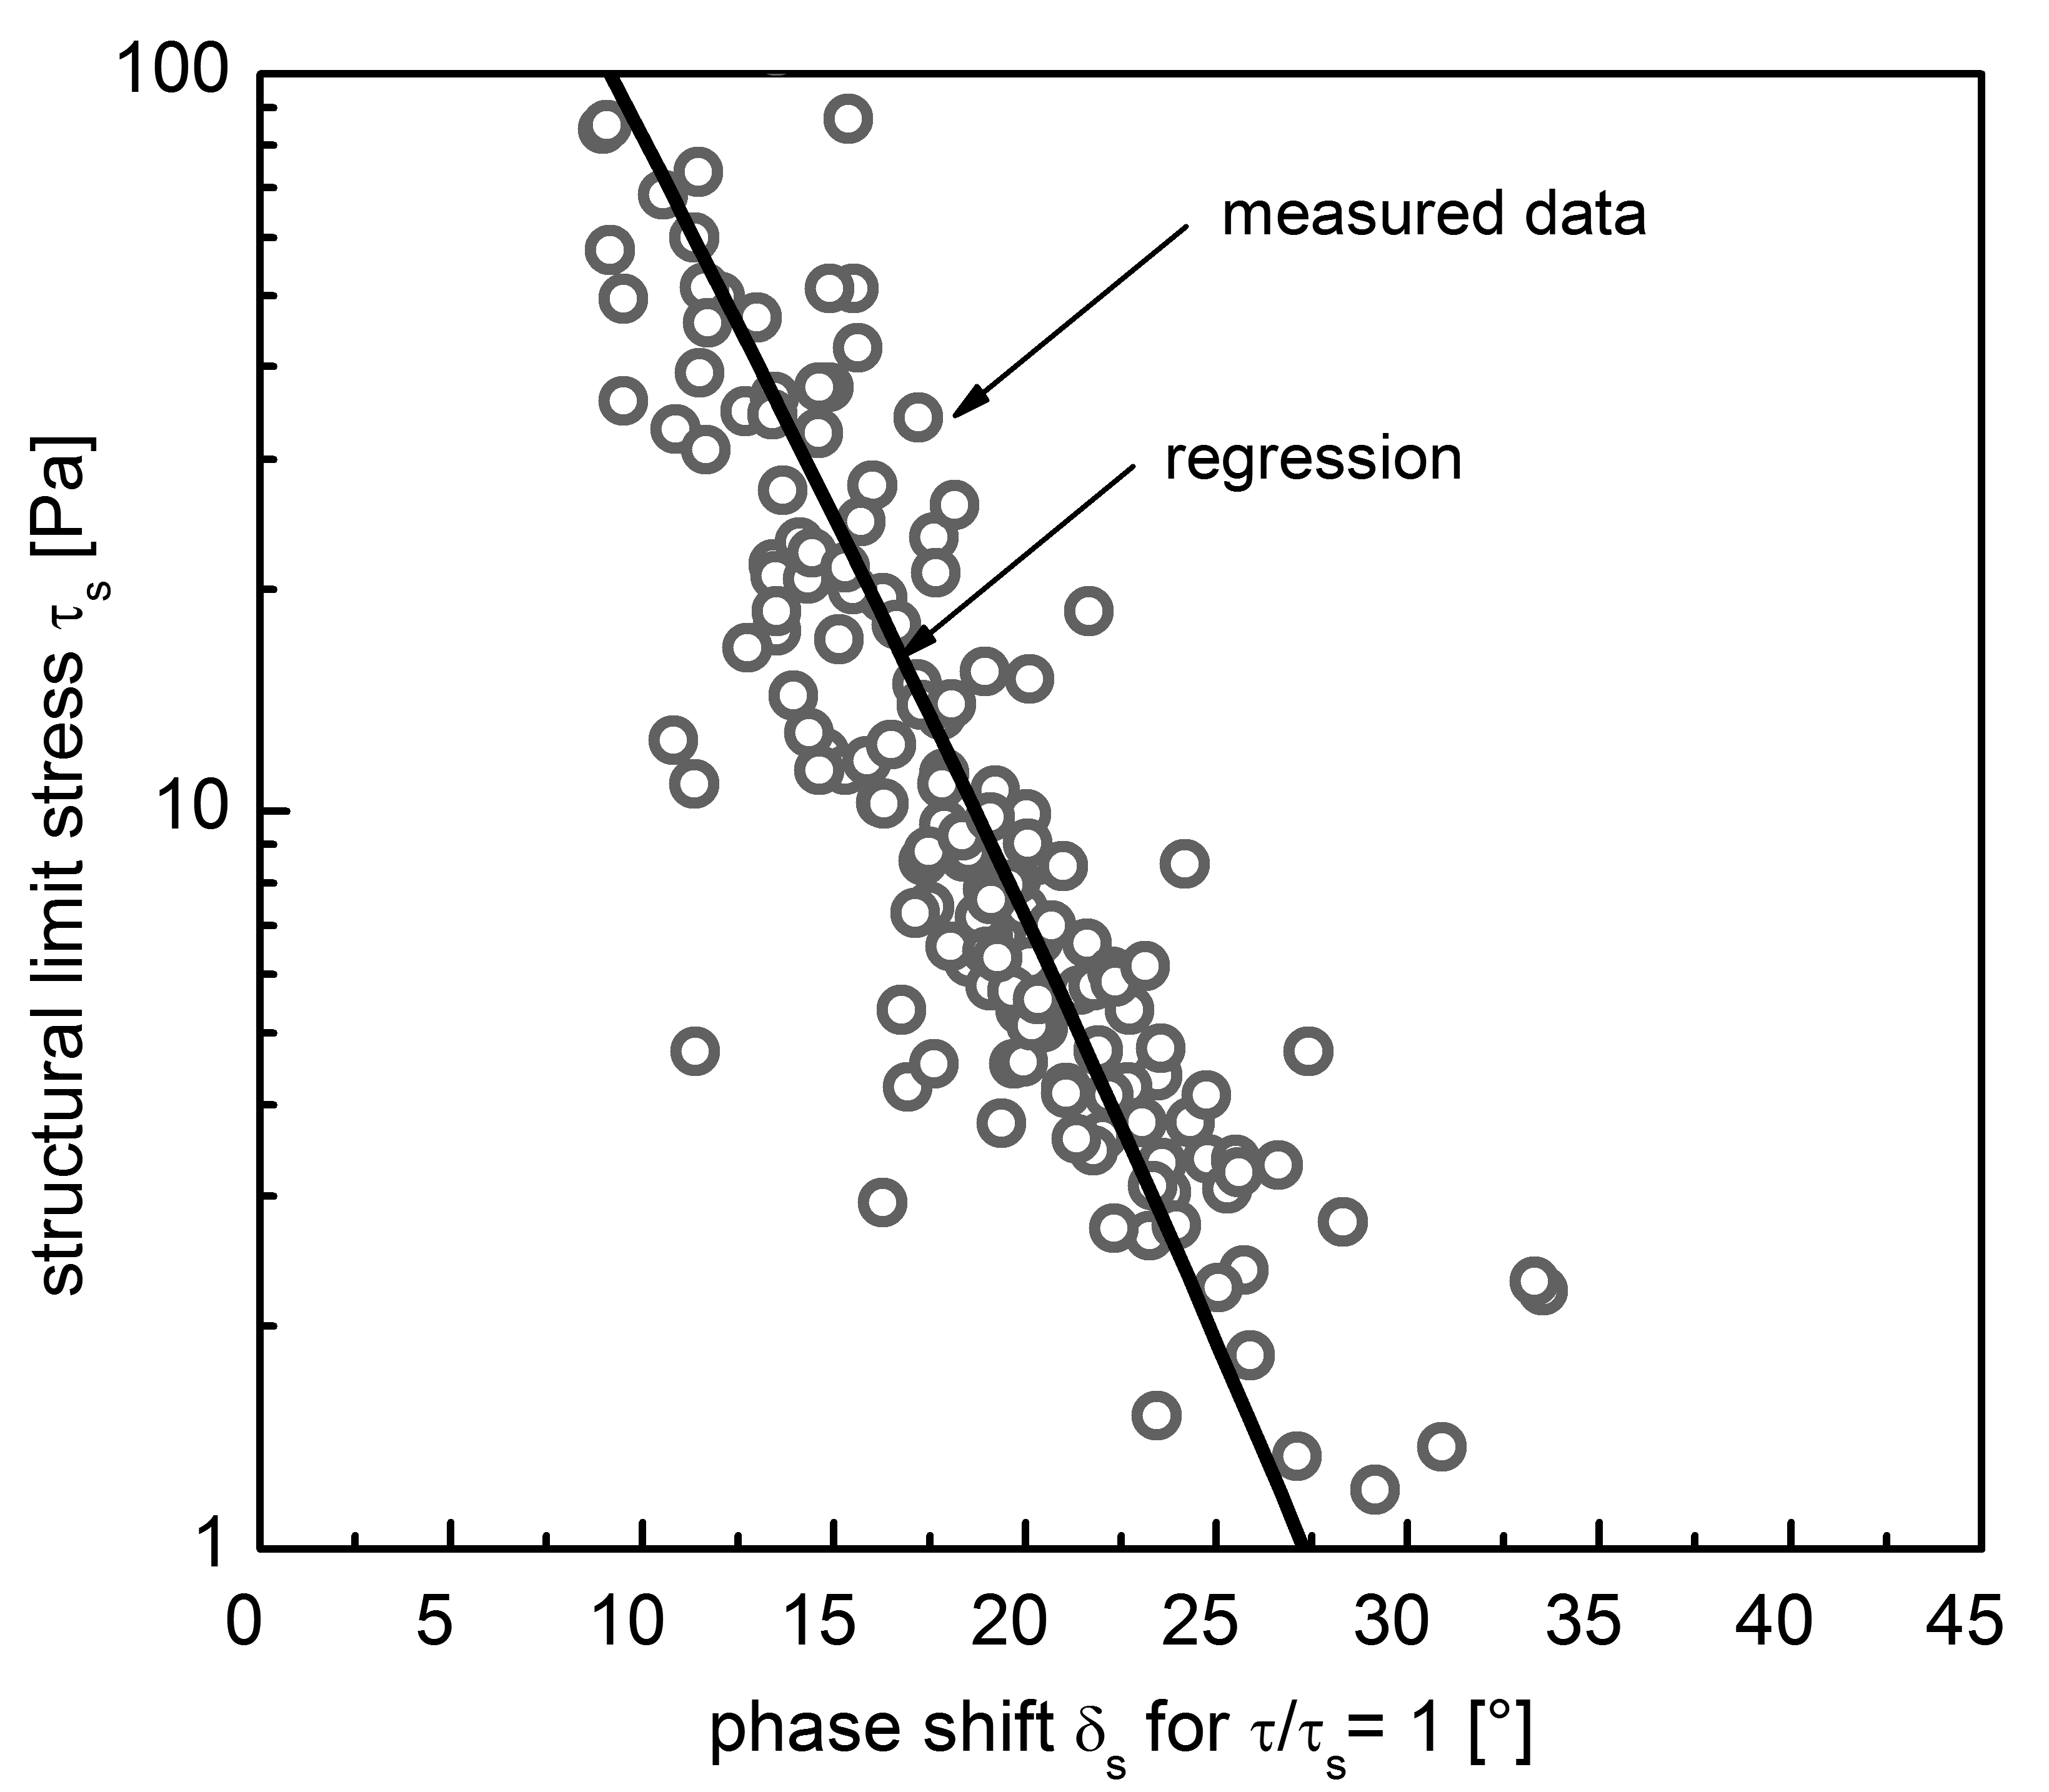 100
10
1
structural limit stress τ s [Pa]
measured data
regression
0 5 10 15 20 25 30 35 40 45
phase shift δs for τ/τs= 1 [°]